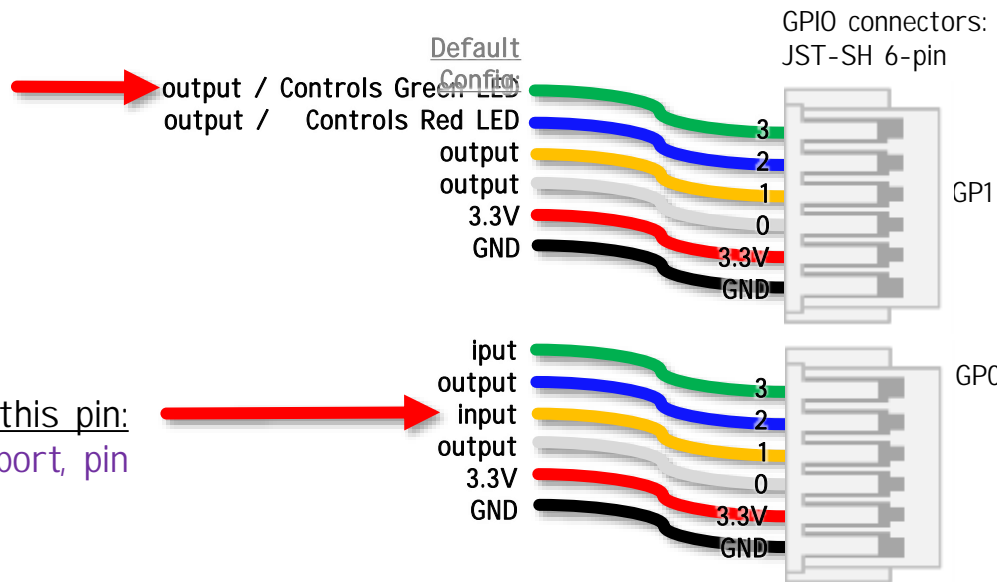 GPIO connectors:
JST-SH 6-pin
Default
Config:
output / Controls Green LED
output / Controls Red LED
output
output
3.3V
GND
3
2
1
0
3.3V
GND
GP1
iput
output
input
output
3.3V
GND
3
2
1
0
3.3V
GND
GP0
this pin:
port, pin